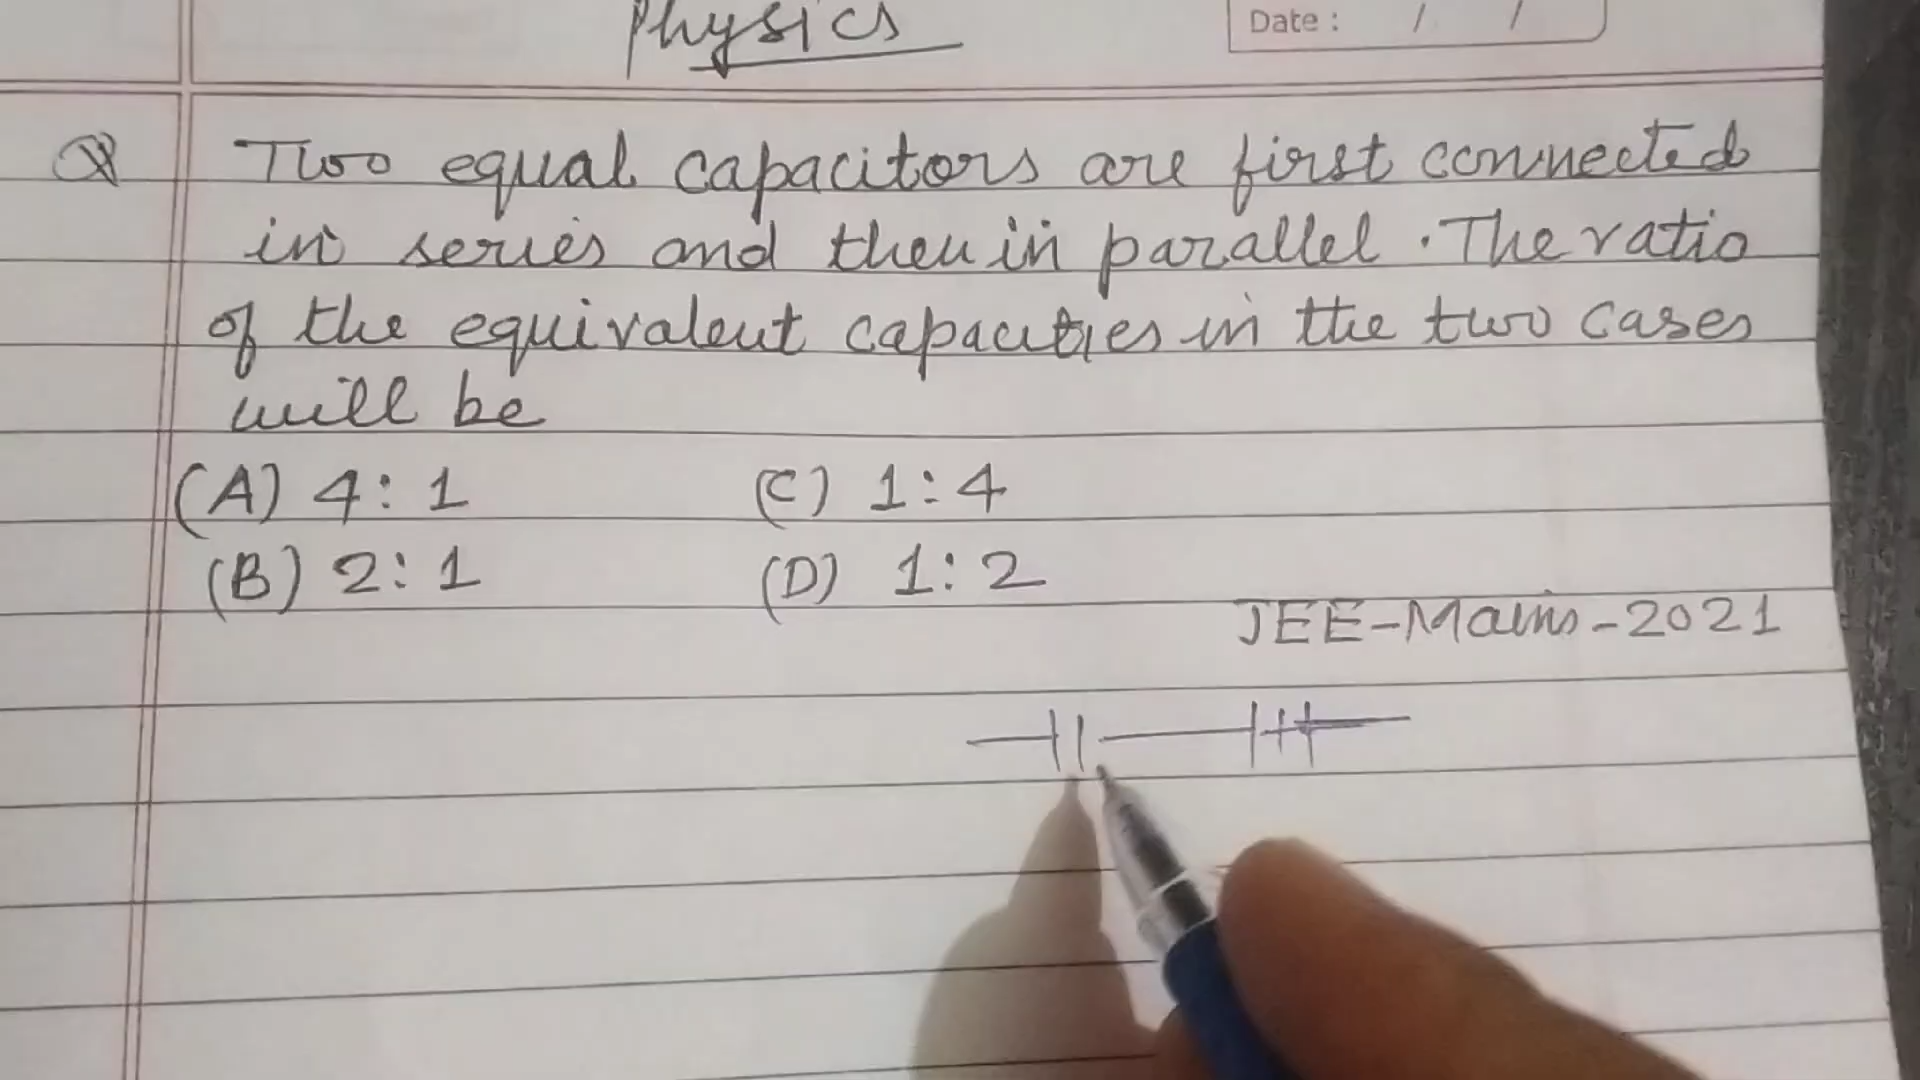 Physics
Date : / /
Q Two equal capacitors are first connected
in series and then in parallel. The ratio
of the equivalent capacities in the two cases
will be
(A) 4:1 (C) 1:4
(B) 2:1 (D) 1:2
JEE-Mains-2021